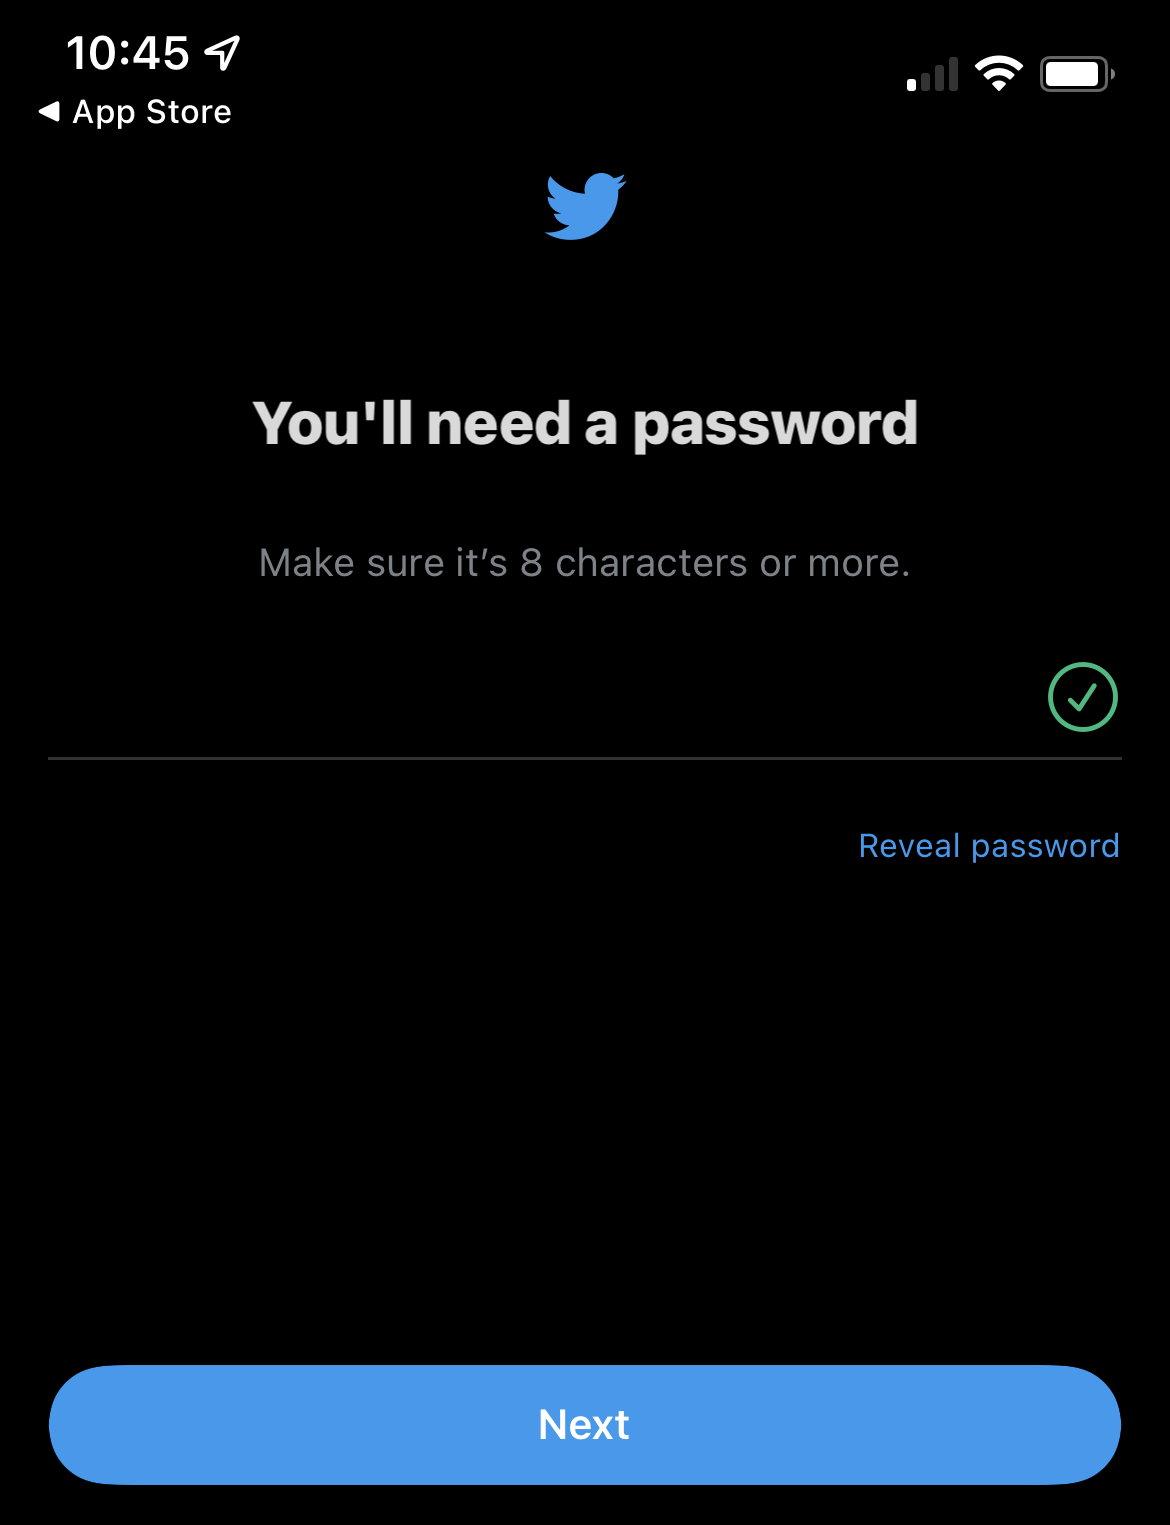 10:45
App Store
You'll need a password
Make sure it’s 8 characters or more.
Reveal password
Next